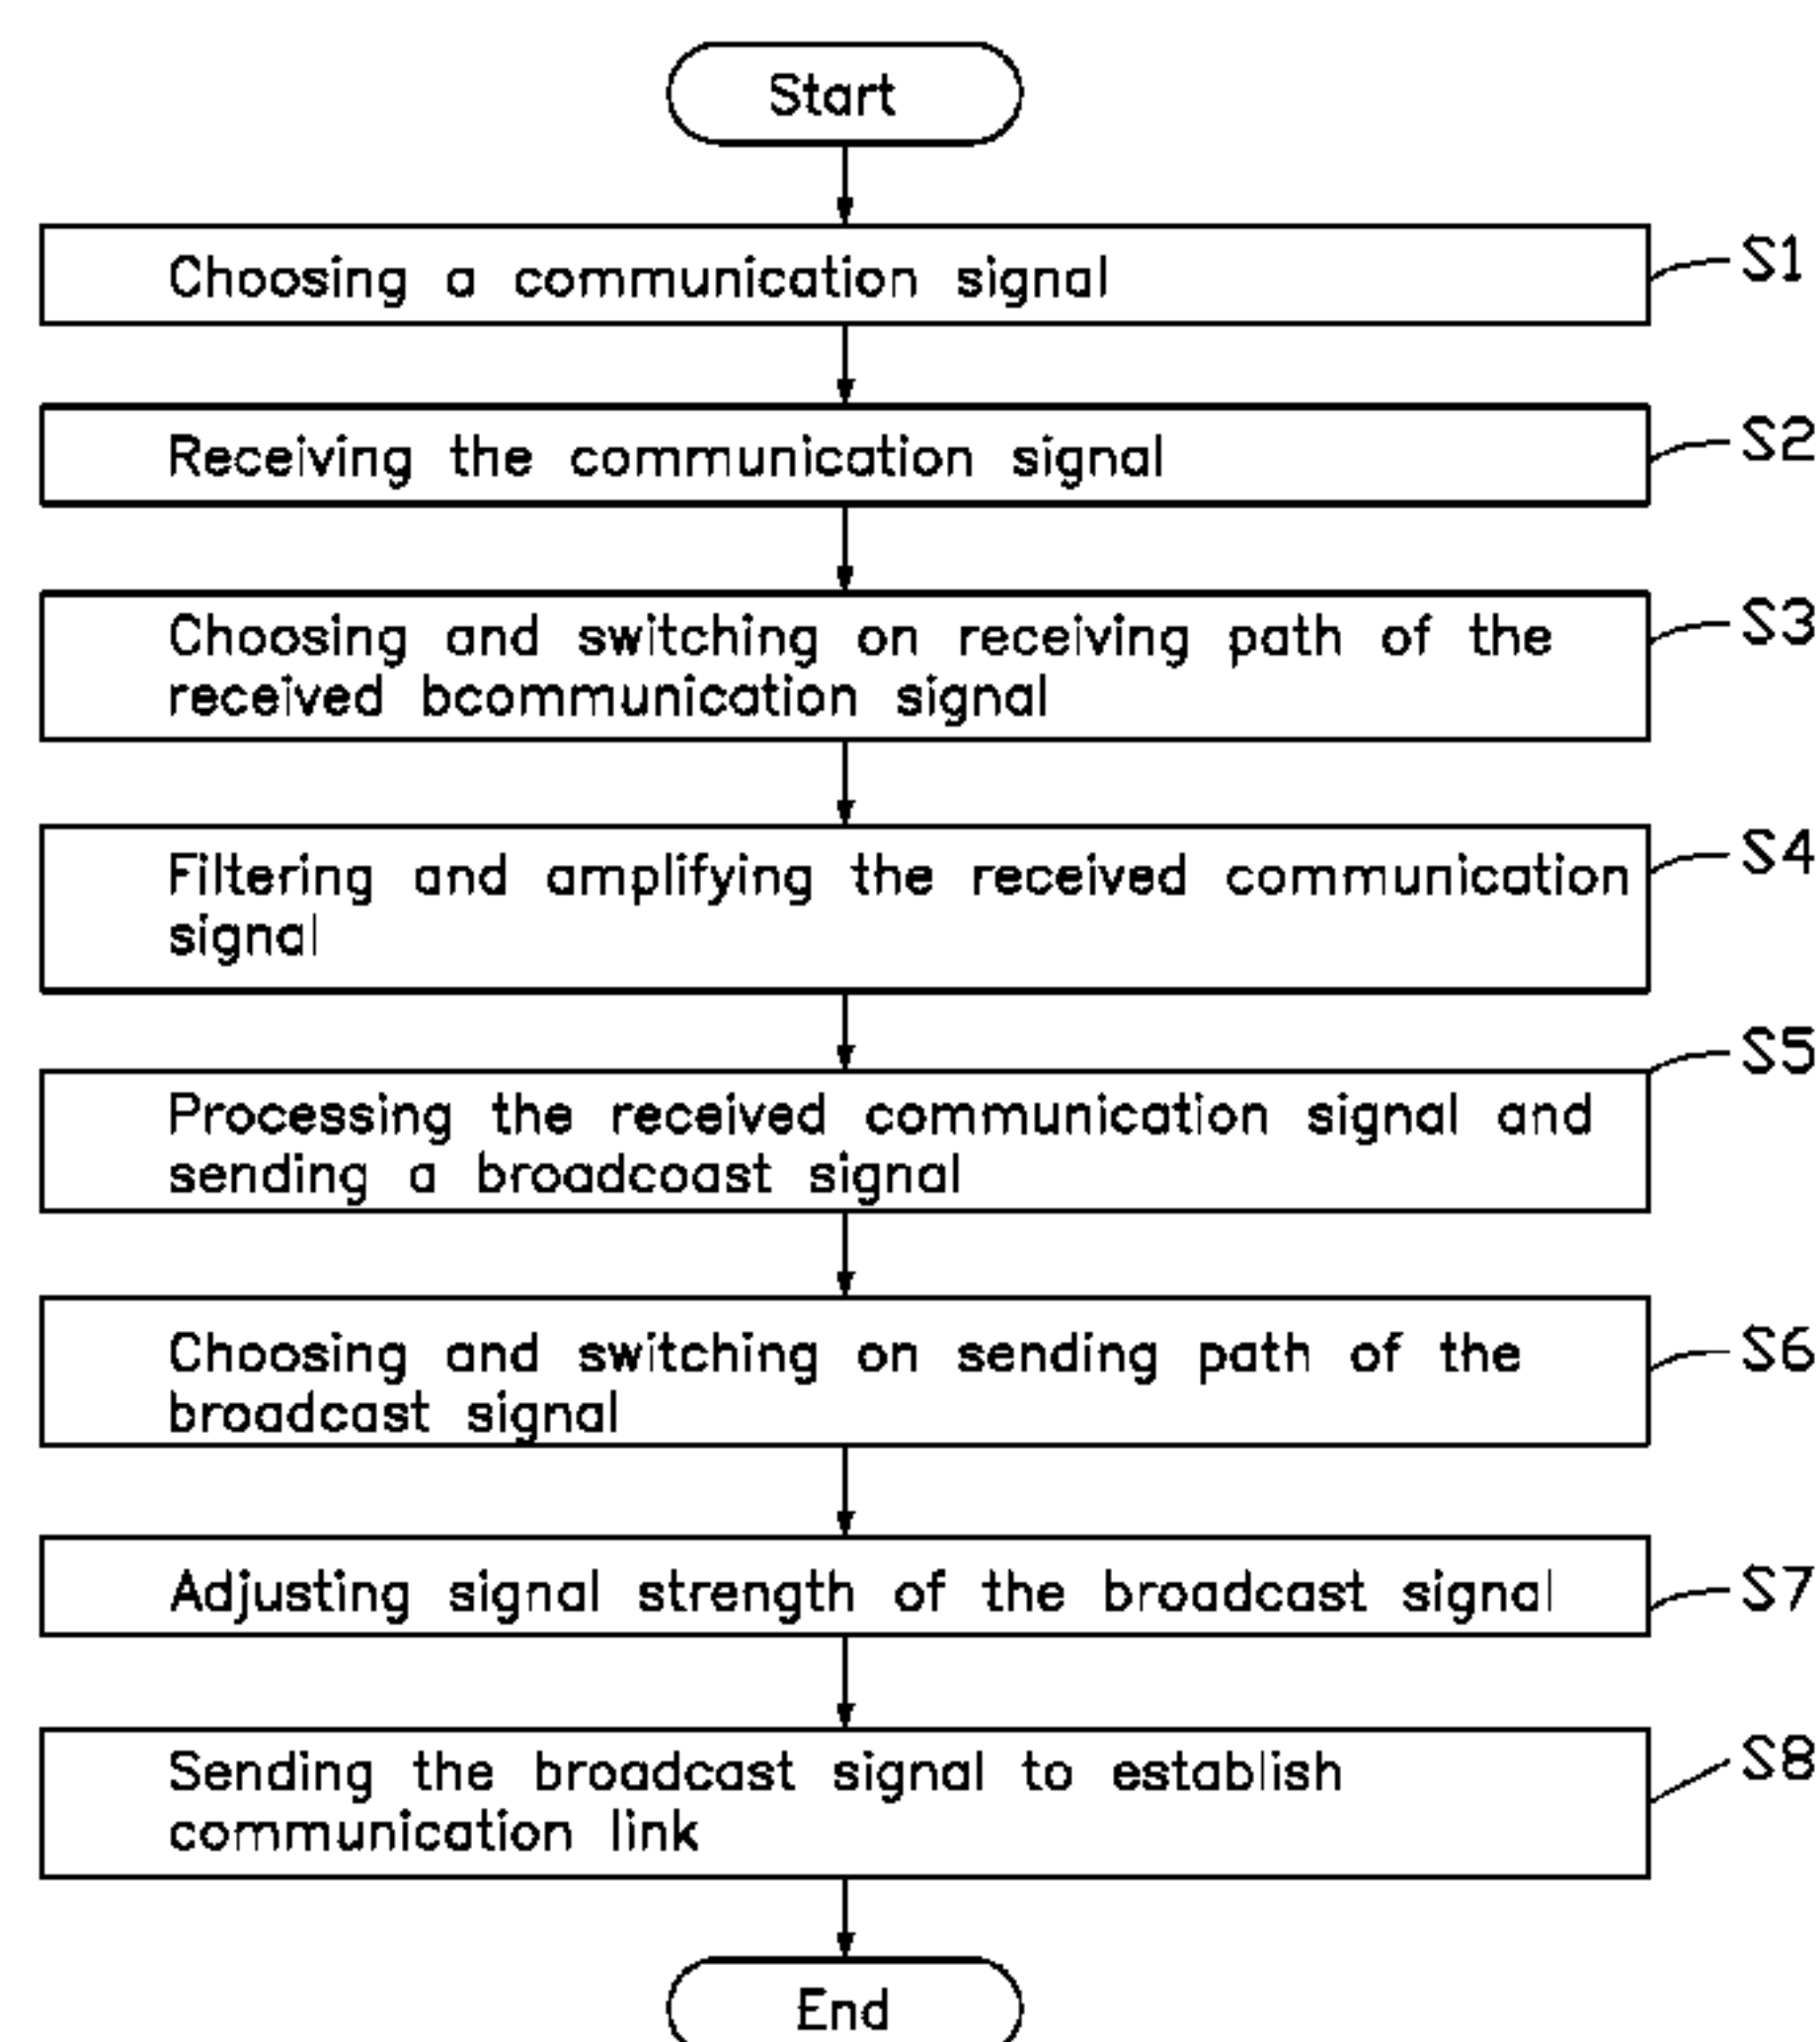 Start
Choosing a communication signal
S1
Receiving the communication signal
S2
Choosing and switching on receiving path of the
received bcommunication signal
S3
Filtering and amplifying the received communication
signal
S4
Processing the received communication signal and
sending a broadcoast signal
S5
Choosing and switching on sending path of the
broadcast signal
S6
Adjusting signal strength of the broadcast signal
S7
Sending the broadcast signal to establish
communication link
S8
End